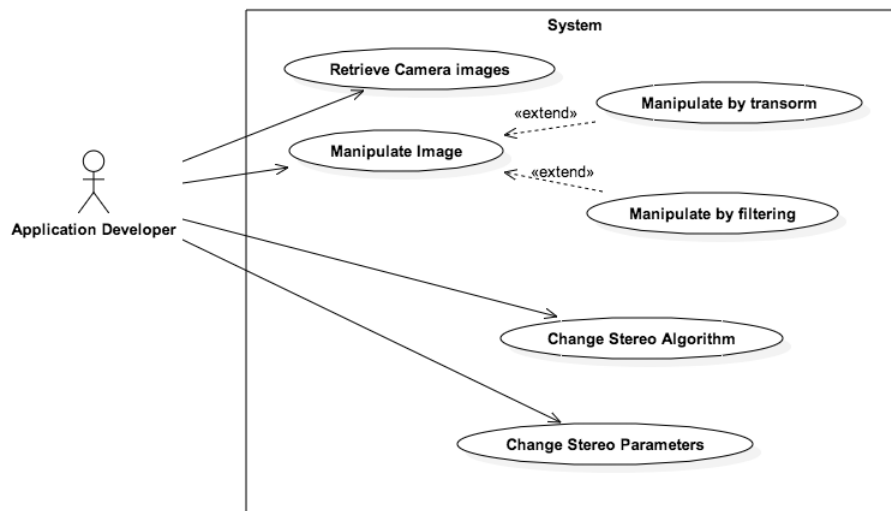 System
Retrieve Camera images
Manipulate by transorm
«extend»
Manipulate Image
«extend»
Manipulate by filtering
Application Developer
Change Stereo Algorithm
Change Stereo Parameters